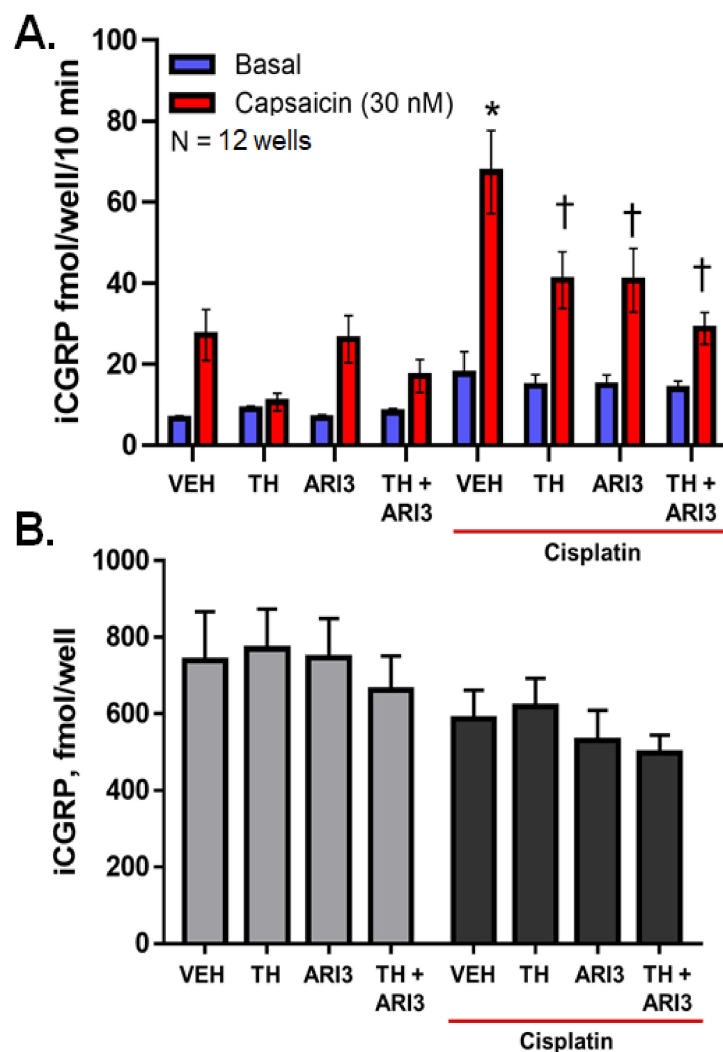 A.
iCGRP fmol/well/10 min
100
80
60
40
20
0
Basal
Capsaicin (30 nM)
N = 12 wells
*
†
†
†
VEH TH ARI3 TH + ARI3 VEH TH ARI3 TH + ARI3
Cisplatin
B.
iCGRP, fmol/well
1000
800
600
400
200
0
VEH TH ARI3 TH + ARI3 VEH TH ARI3 TH + ARI3
Cisplatin